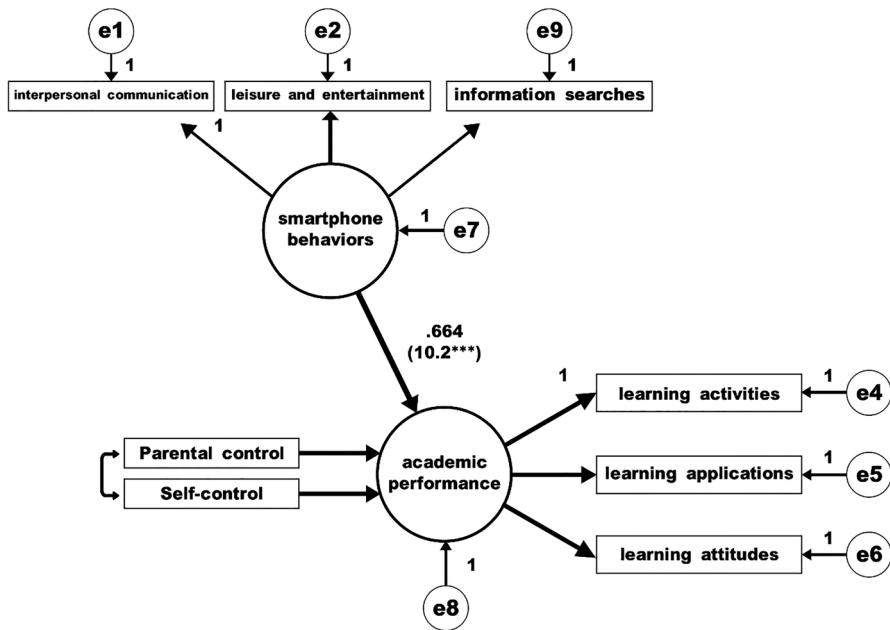 e1
e2
e9
1
1
1
interpersonal communication
leisure and entertainment
information searches
1
smartphone
behaviors
1
e7
.664
(10.2***)
1
learning activities
1
e4
Parental control
Self-control
academic
performance
learning applications
1
e5
learning attitudes
1
e6
1
e8